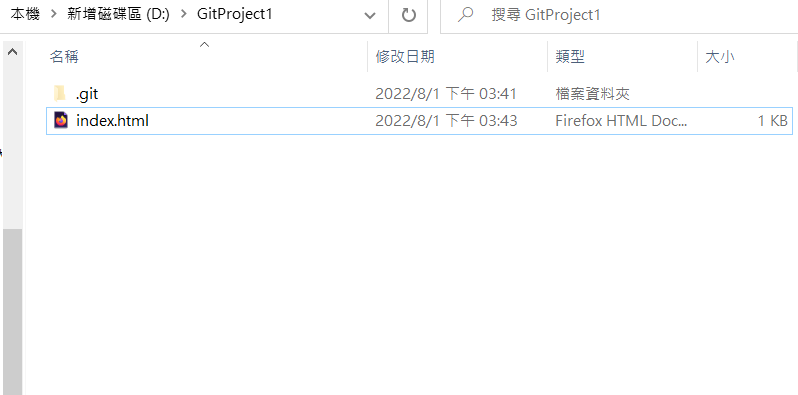 本機 > 新增磁碟區 (D:) > GitProject1
搜尋 GitProject1
名稱 修改日期 類型 大小
.git 2022/8/1 下午 03:41 檔案資料夾
index.html 2022/8/1 下午 03:43 Firefox HTML Doc... 1 KB